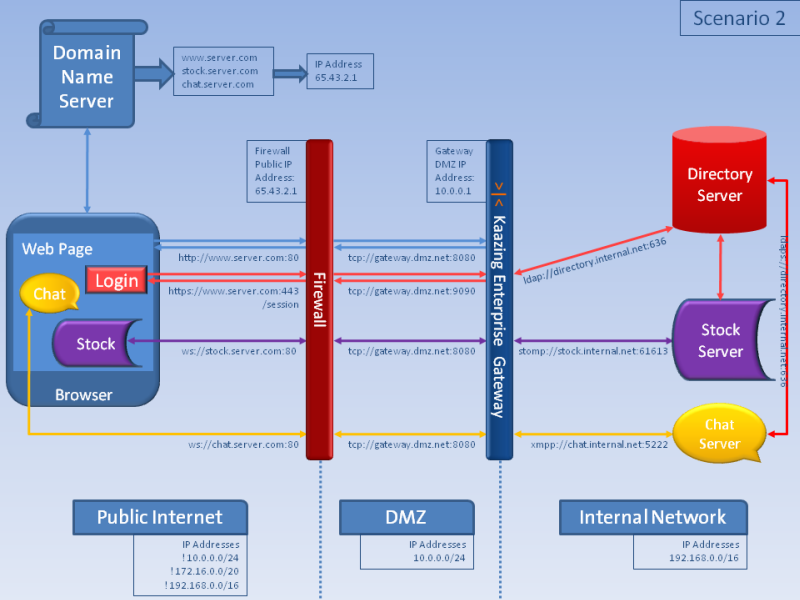 Scenario 2
Domain
Name
Server
www.server.com
stock.server.com
chat.server.com
IP Address
65.43.2.1
Firewall
Public IP
Address:
65.43.2.1
Gateway
DMZ IP
Address:
10.0.0.1
Directory
Server
Web Page
Login
Chat
Stock
Browser
http://www.server.com:80
https://www.server.com:443
/session
ws://stock.server.com:80
ws://chat.server.com:80
Firewall
tcp://gateway.dmz.net:8080
tcp://gateway.dmz.net:9090
tcp://gateway.dmz.net:8080
tcp://gateway.dmz.net:8080
>|<
Kaazing Enterprise Gateway
ldap://directory.internal.net:636
stomp://stock.internal.net:61613
xmpp://chat.internal.net:5222
Stock
Server
Chat
Server
ldaps://directory.internal.net:636
Public Internet
IP Addresses
!10.0.0.0/24
!172.16.0.0/20
!192.168.0.0/16
DMZ
IP Addresses
10.0.0.0/24
Internal Network
IP Addresses
192.168.0.0/16